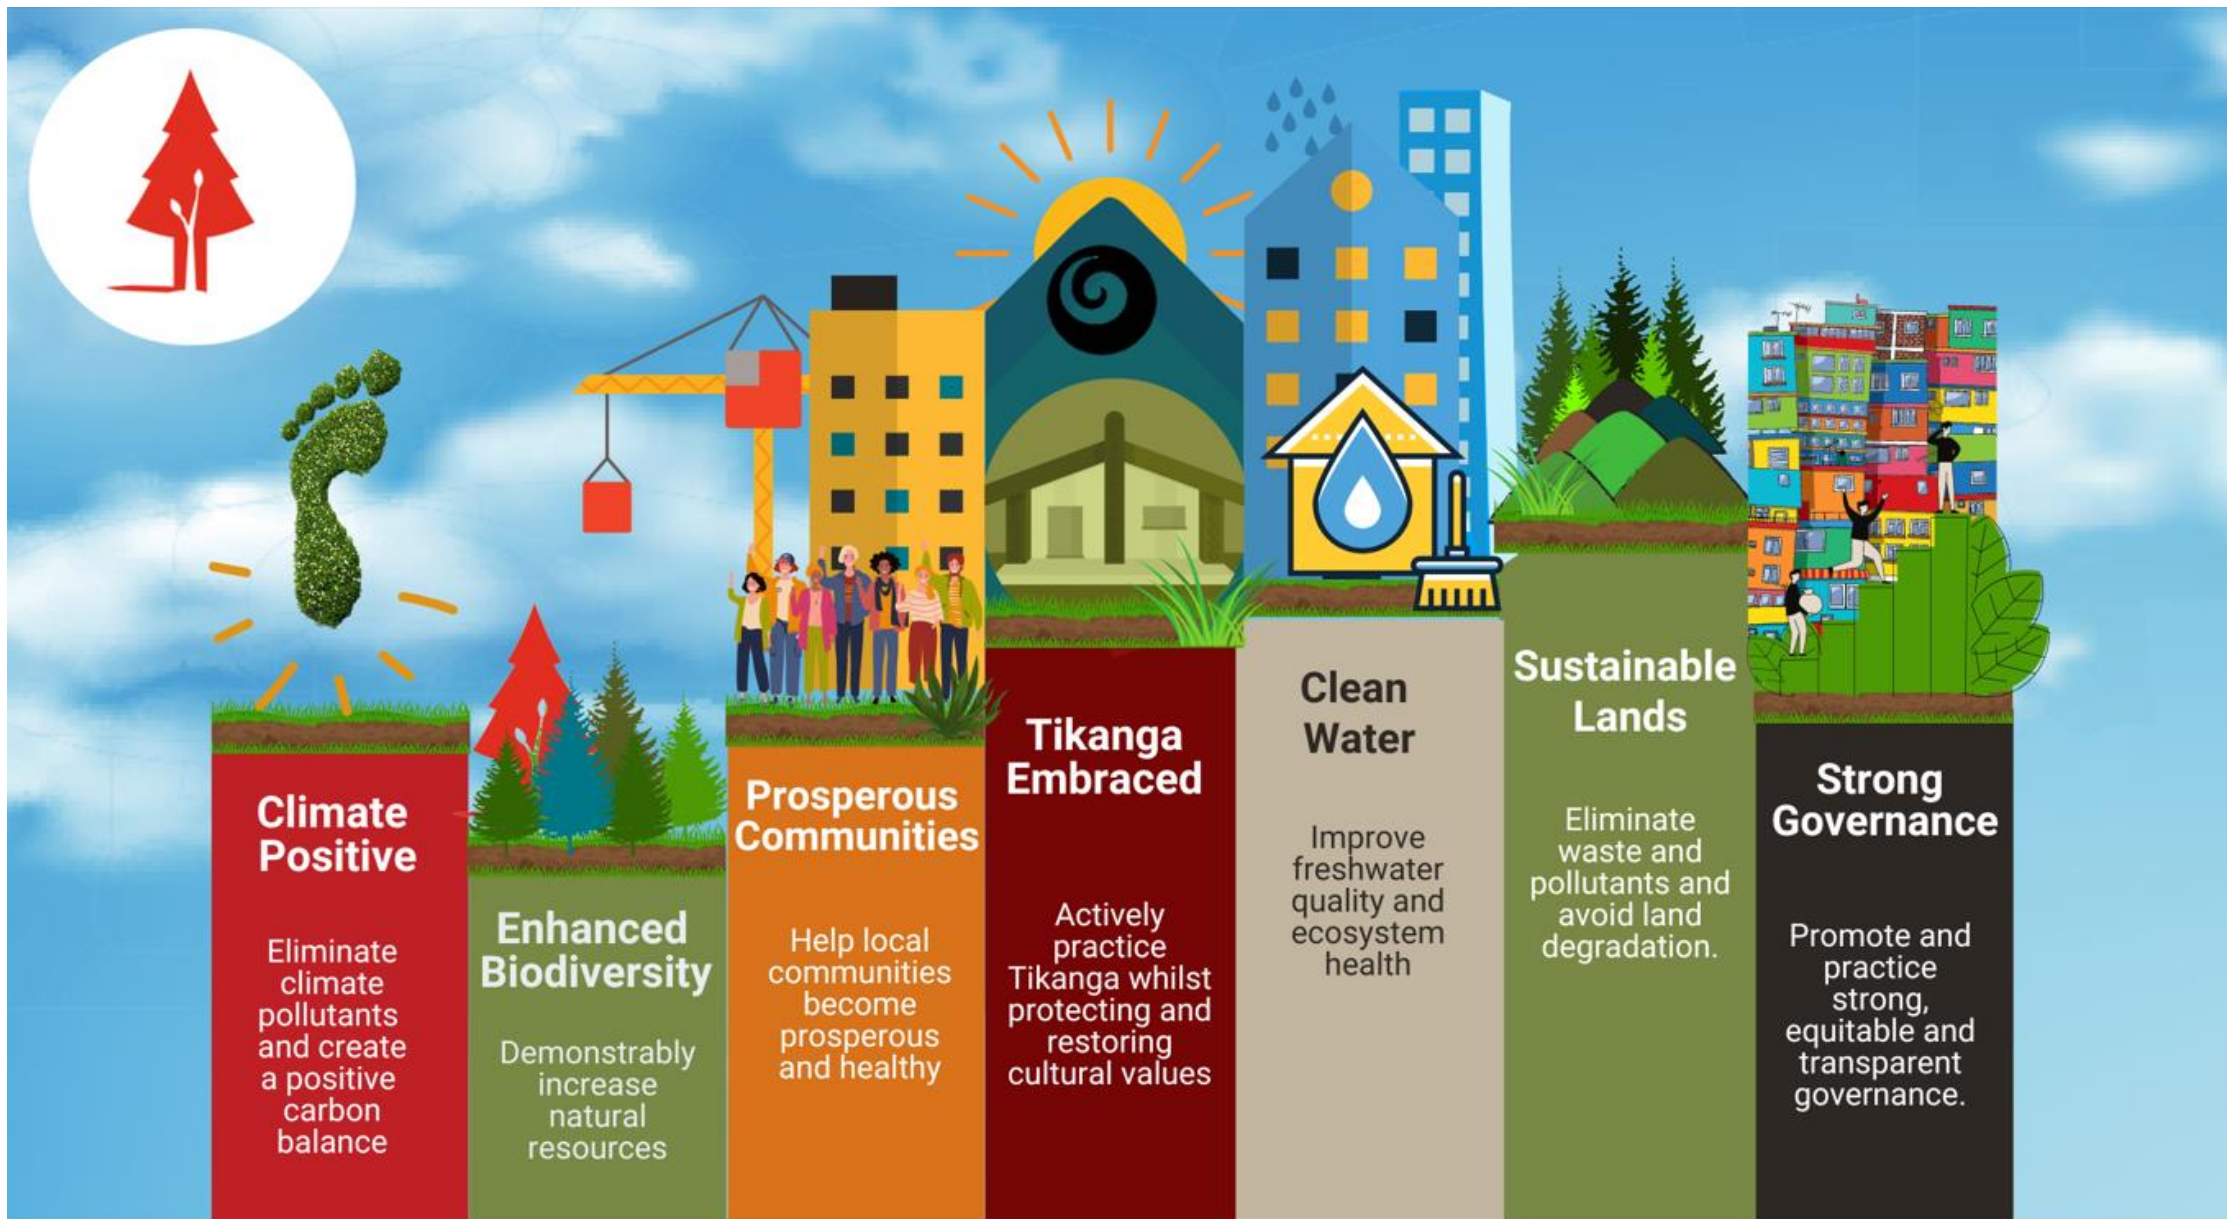 Climate
Positive
Eliminate
climate
pollutants
and create
a positive
carbon
balance
Enhanced
Biodiversity
Demonstrably
increase
natural
resources
Prosperous
Communities
Help local
communities
become
prosperous
and healthy
Tikanga
Embraced
Actively
practice
Tikanga whilst
protecting and
restoring
cultural values
Clean
Water
Improve
freshwater
quality and
ecosystem
health
Sustainable
Lands
Eliminate
waste and
pollutants and
avoid land
degradation.
Strong
Governance
Promote and
practice
strong,
equitable and
transparent
governance.